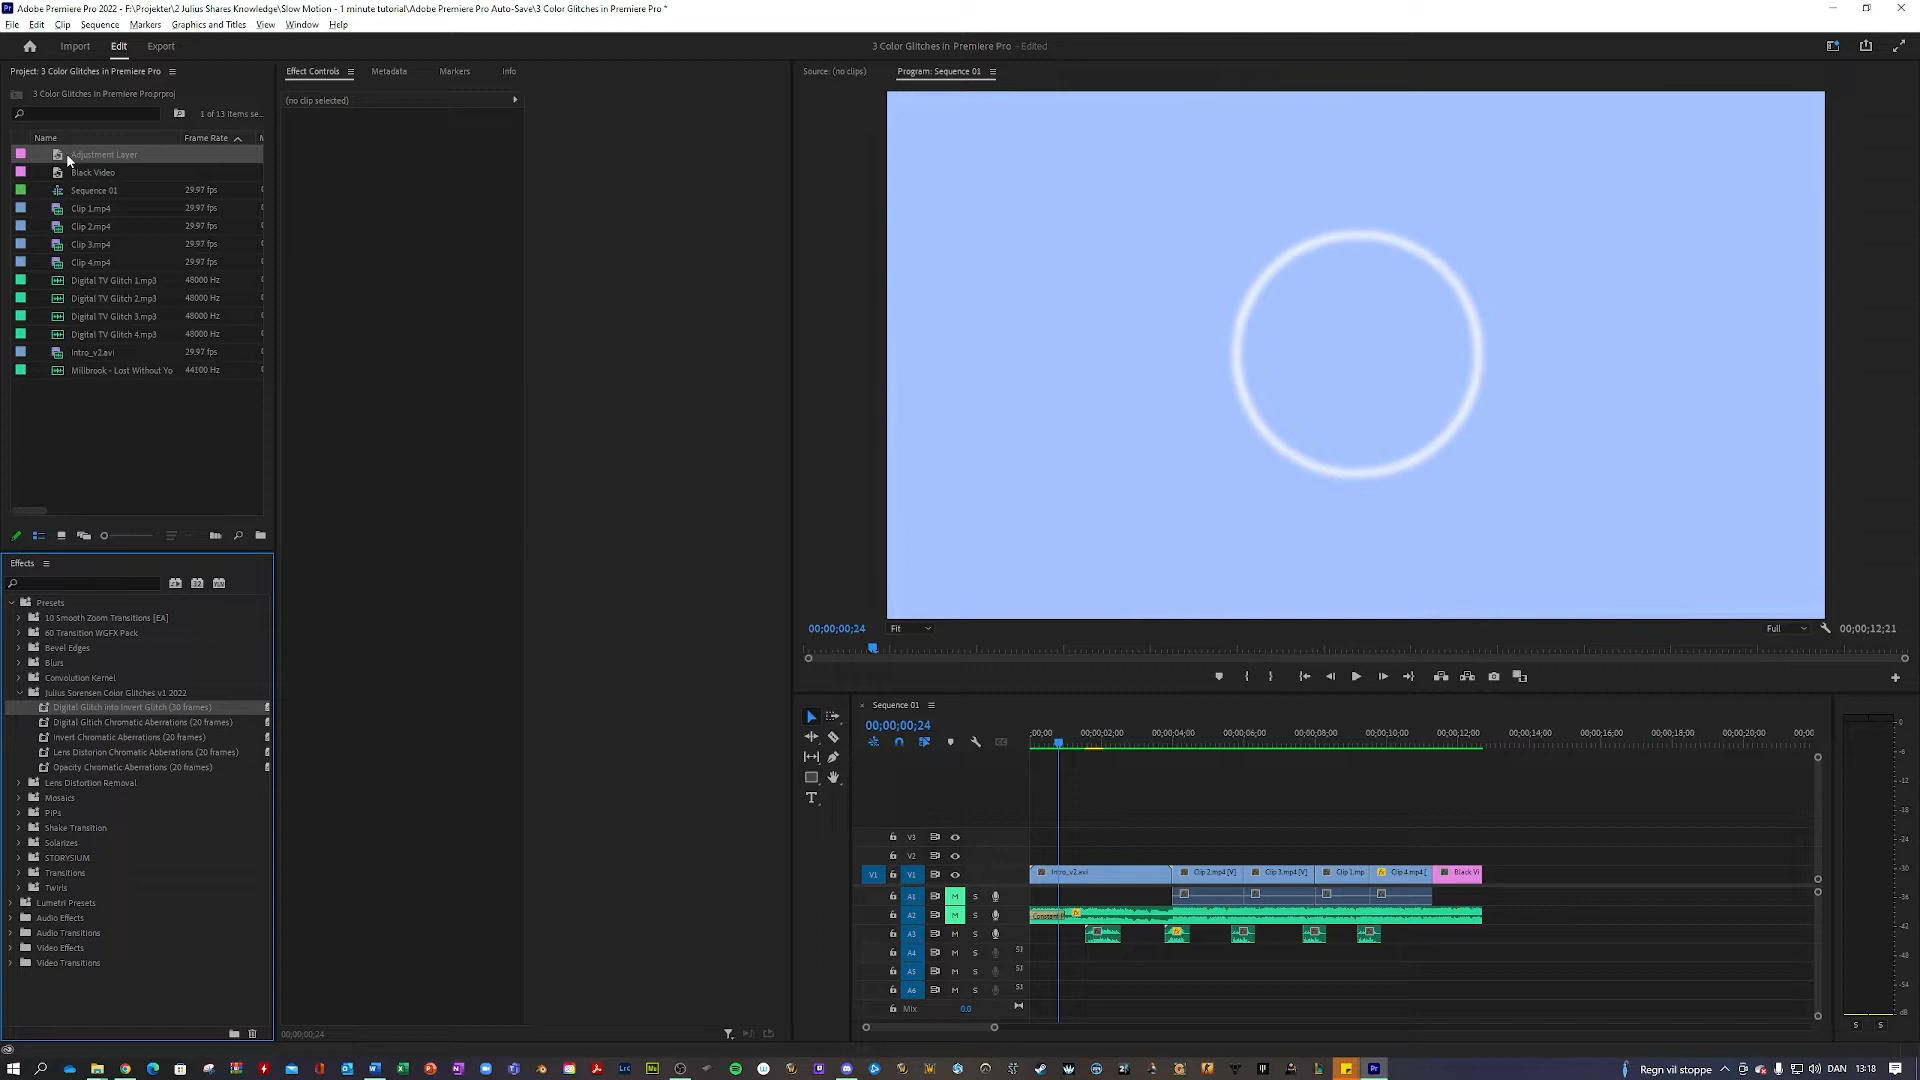 Adobe Premiere Pro 2022 - F:\Projekter\2 Julius Shares Knowledge\Slow Motion - 1 minute tutorial\Adobe Premiere Pro Auto-Save\3 Color Glitches in Premiere Pro *
File Edit Clip Sequence Markers Graphics and Titles View Window Help
Import Edit Export
3 Color Glitches in Premiere Pro - Edited
Project: 3 Color Glitches in Premiere Pro
Effect Controls Metadata Markers Info
Source: (no clips) Program: Sequence 01
3 Color Glitches in Premiere Pro.prproj
(no clip selected)
1 of 13 items se...
Name Frame Rate
Adjustment Layer
Black Video
Sequence 01 29.97 fps
Clip 1.mp4 29.97 fps
Clip 2.mp4 29.97 fps
Clip 3.mp4 29.97 fps
Clip 4.mp4 29.97 fps
Digital TV Glitch 1.mp3 48000 Hz
Digital TV Glitch 2.mp3 48000 Hz
Digital TV Glitch 3.mp3 48000 Hz
Digital TV Glitch 4.mp3 48000 Hz
Intro_v2.avi 29.97 fps
Millbrook - Lost Without Yo 44100 Hz
Effects
Presets
10 Smooth Zoom Transitions [EA]
60 Transition WGFX Pack
Bevel Edges
Blurs
Convolution Kernel
Julius Sorensen Color Glitches v1 2022
Digital Glitch into Invert Glitch (30 frames)
Digital Gltich Chromatic Aberrations (20 frames)
Invert Chromatic Aberrations (20 frames)
Lens Distorion Chromatic Abberations (20 frames)
Opacity Chromatic Aberrations (20 frames)
Lens Distortion Removal
Mosaics
PiPs
Shake Transition
Solarizes
STORYSIUM
Transitions
Twirls
Lumetri Presets
Audio Effects
Audio Transitions
Video Effects
Video Transitions
00;00;00;24
00;00;00;24 Fit Full 00;00;12;21
Sequence 01
00;00;00;24
;00;00 00;00;02;00 00;00;04;00 00;00;06;00 00;00;08;00 00;00;10;00 00;00;12;00 00;00;14;00 00;00;16;00 00;00;18;00 00;00;20;00 00;00
V3
V2
V1 V1 Intro_v2.avi Clip 2.mp4 [V] Clip 3.mp4 [V] Clip 1.mp Clip 4.mp4 [ Black Vi
A1 M S
A2 M S Constant P fx
A3 M S
A4 M S S1
A5 M S S1
A6 M S S1
Mix 0.0
0
-12
-18
-30
-36
-42
-48
-54
dB
S S
Regn vil stoppe DAN 13:18